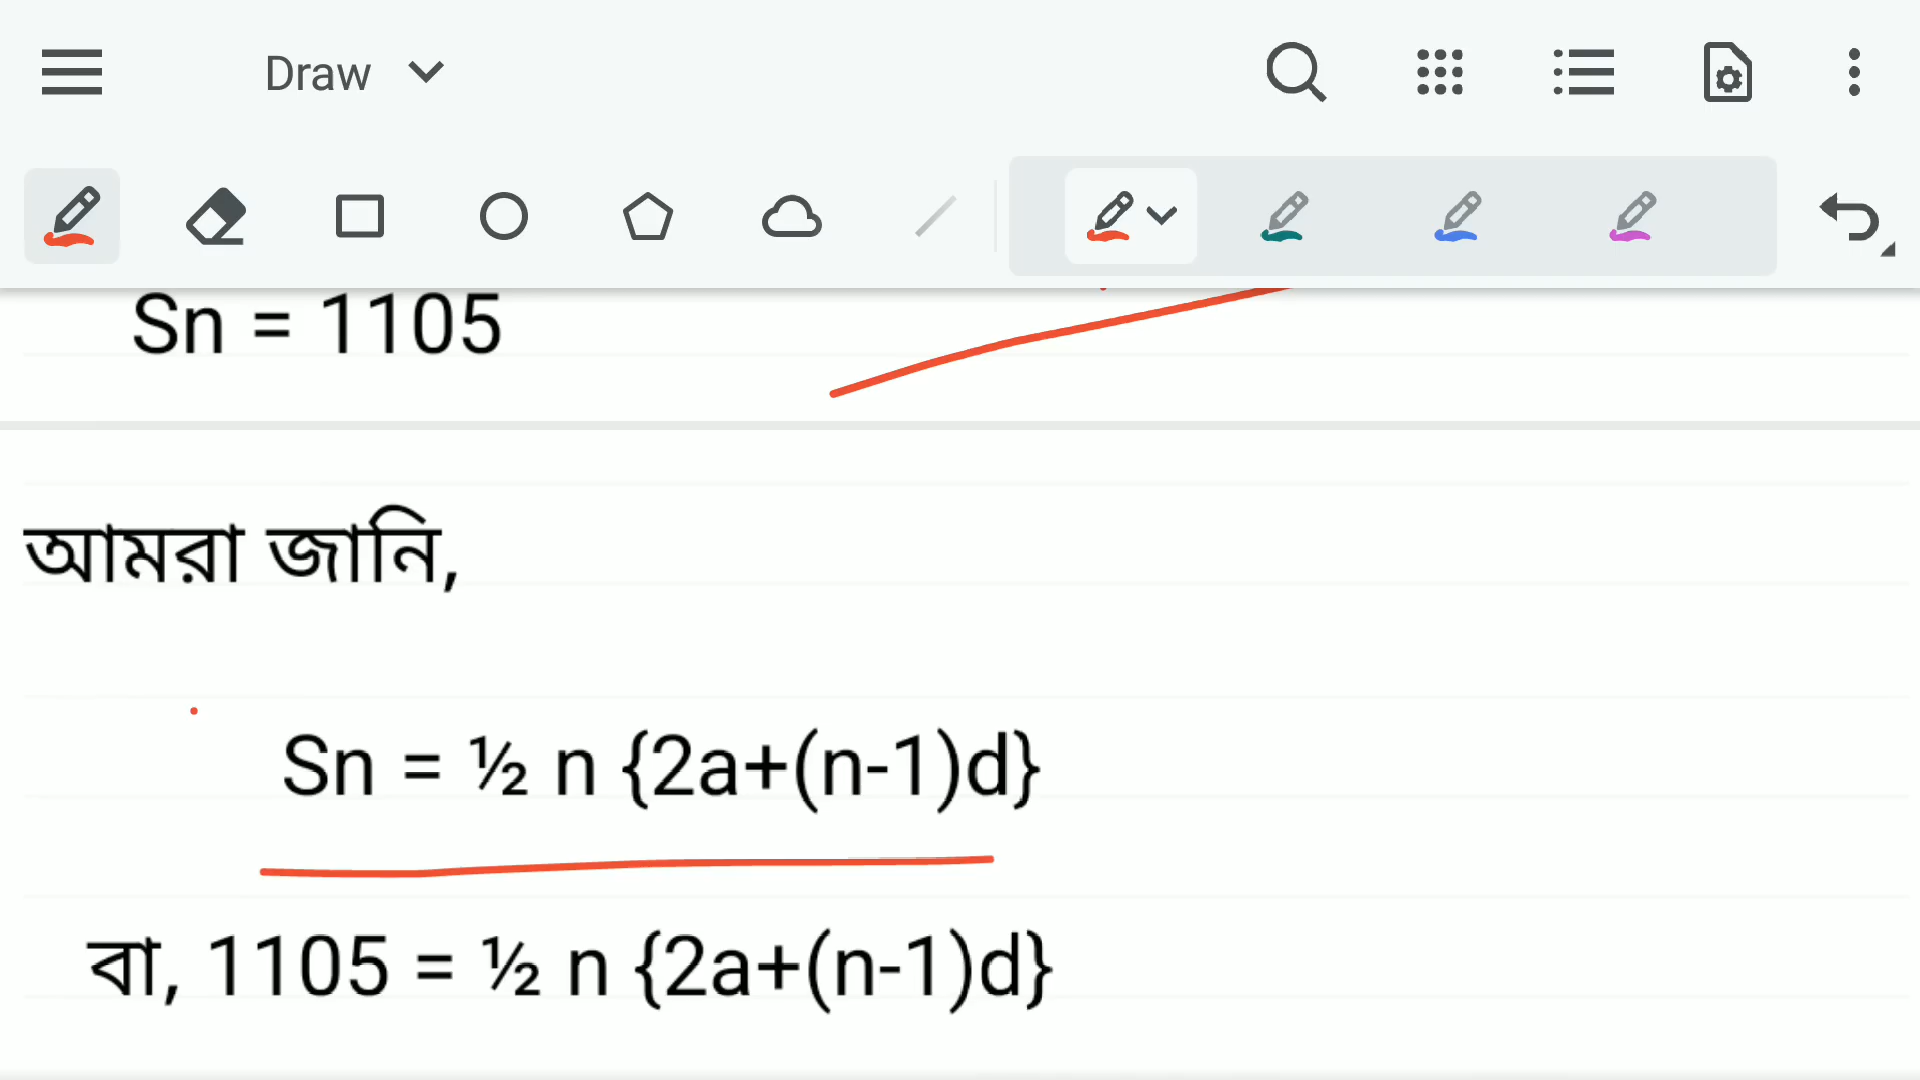 Draw
Sn = 1105
আমরা জানি,
Sn = ½ n {2a+(n-1)d}
বা, 1105 = ½ n {2a+(n-1)d}